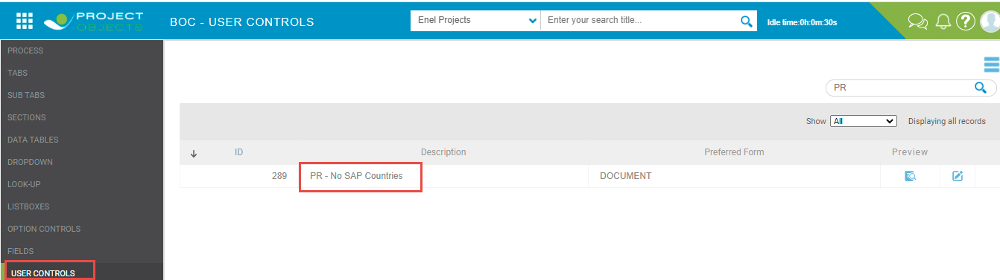 PROJECT
OBJECTS
BOC - USER CONTROLS
Enel Projects
Enter your search title...
Idle time:0h:0m:30s
?
PROCESS
TABS
SUB TABS
SECTIONS
DATA TABLES
DROPDOWN
LOOK-UP
LISTBOXES
OPTION CONTROLS
FIELDS
USER CONTROLS
PR
Show All Displaying all records
ID Description Preferred Form Preview
289 PR - No SAP Countries DOCUMENT